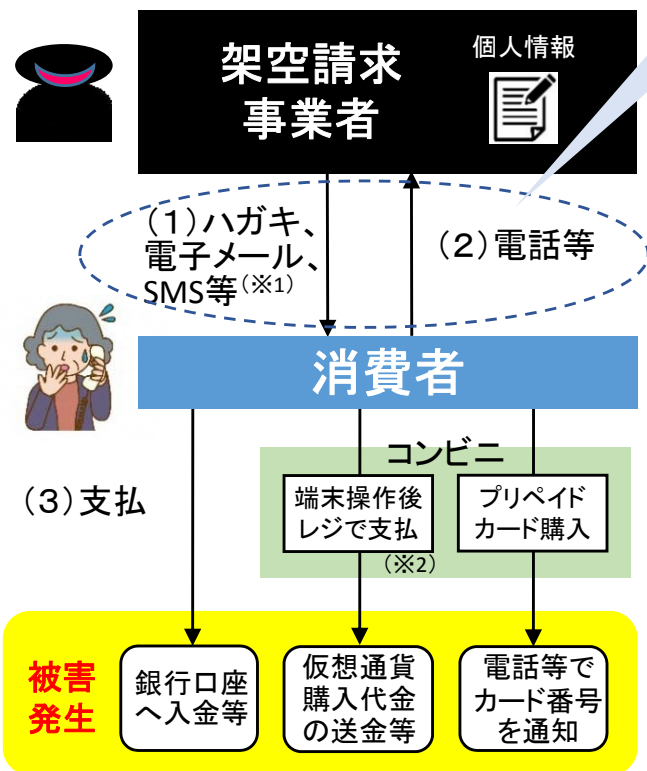 架空請求
事業者
個人情報
(1)ハガキ、
電子メール、
SMS等(※1)
(2)電話等
消費者
(3)支払
コンビニ
端末操作後
レジで支払
(※2)
プリペイド
カード購入
被害
発生
銀行口座
へ入金等
仮想通貨
購入代金
の送金等
電話等で
カード番号
を通知